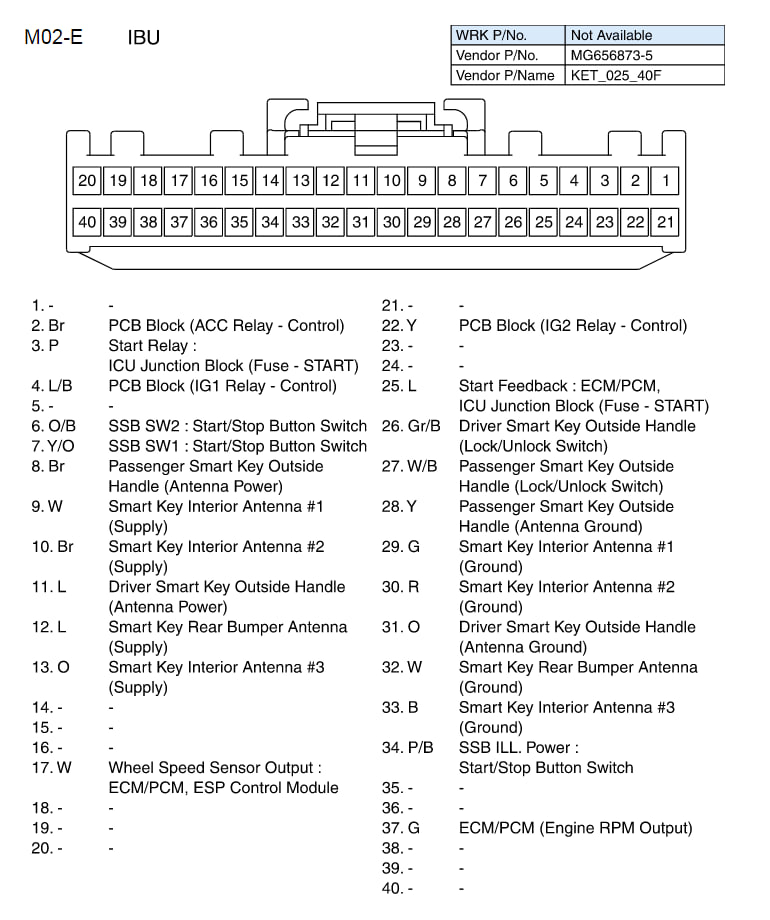 M02-E IBU
WRK P/No. Not Available
Vendor P/No. MG656873-5
Vendor P/Name KET_025_40F
20 19 18 17 16 15 14 13 12 11 10 9 8 7 6 5 4 3 2 1
40 39 38 37 36 35 34 33 32 31 30 29 28 27 26 25 24 23 22 21
1. - -
2. Br PCB Block (ACC Relay - Control)
3. P Start Relay :
ICU Junction Block (Fuse - START)
4. L/B PCB Block (IG1 Relay - Control)
5. - -
6. O/B SSB SW2 : Start/Stop Button Switch
7. Y/O SSB SW1 : Start/Stop Button Switch
8. Br Passenger Smart Key Outside
Handle (Antenna Power)
9. W Smart Key Interior Antenna #1
(Supply)
10. Br Smart Key Interior Antenna #2
(Supply)
11. L Driver Smart Key Outside Handle
(Antenna Power)
12. L Smart Key Rear Bumper Antenna
(Supply)
13. O Smart Key Interior Antenna #3
(Supply)
14. - -
15. - -
16. - -
17. W Wheel Speed Sensor Output :
ECM/PCM, ESP Control Module
18. - -
19. - -
20. - -
21. - -
22. Y PCB Block (IG2 Relay - Control)
23. - -
24. - -
25. L Start Feedback : ECM/PCM,
ICU Junction Block (Fuse - START)
26. Gr/B Driver Smart Key Outside Handle
(Lock/Unlock Switch)
27. W/B Passenger Smart Key Outside
Handle (Lock/Unlock Switch)
28. Y Passenger Smart Key Outside
Handle (Antenna Ground)
29. G Smart Key Interior Antenna #1
(Ground)
30. R Smart Key Interior Antenna #2
(Ground)
31. O Driver Smart Key Outside Handle
(Antenna Ground)
32. W Smart Key Rear Bumper Antenna
(Ground)
33. B Smart Key Interior Antenna #3
(Ground)
34. P/B SSB ILL. Power :
Start/Stop Button Switch
35. - -
36. - -
37. G ECM/PCM (Engine RPM Output)
38. - -
39. - -
40. - -